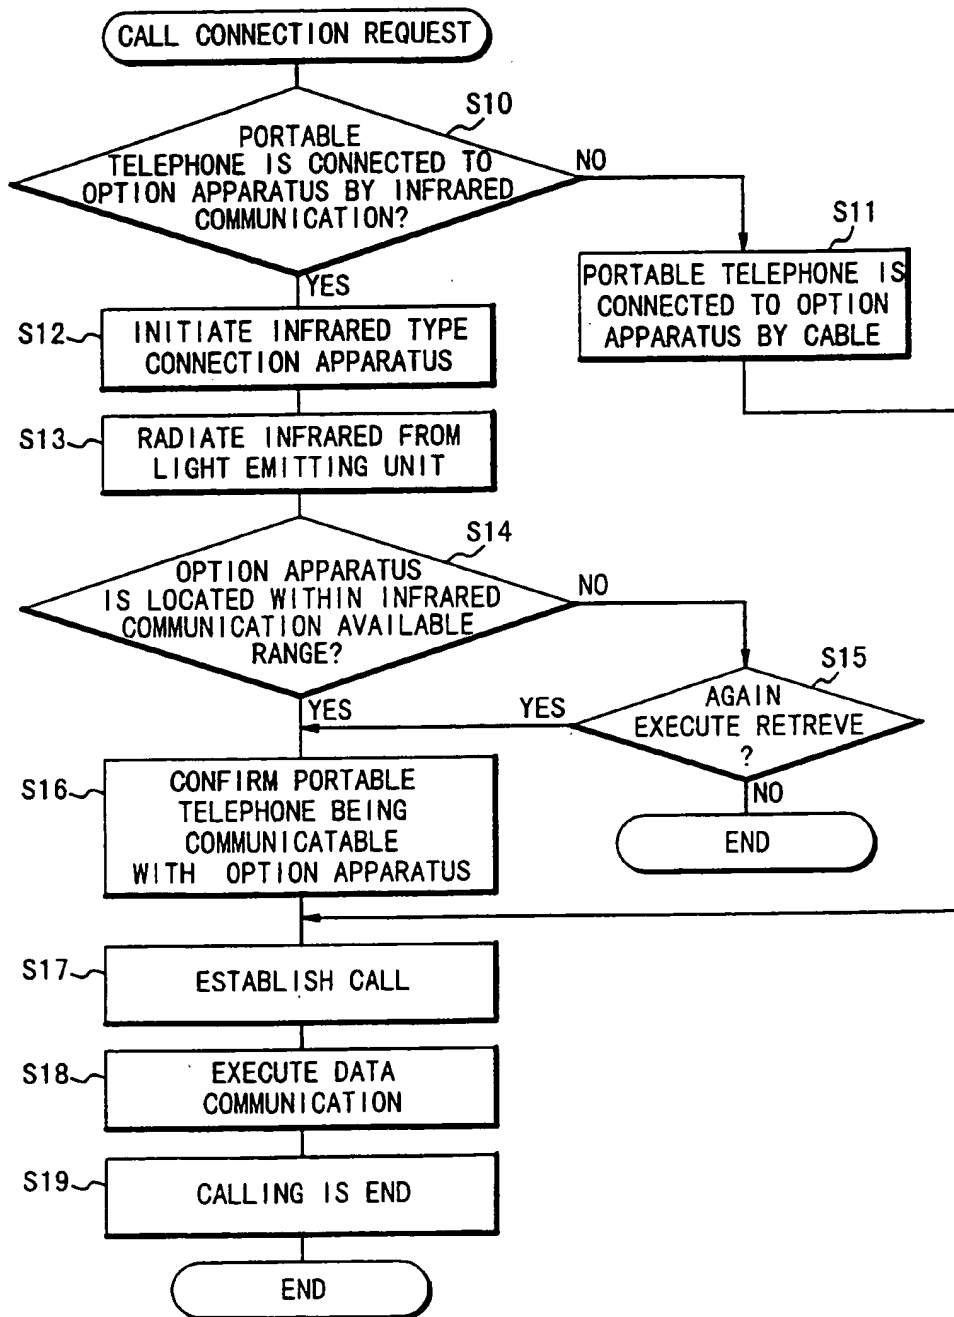 CALL CONNECTION REQUEST
S10
PORTABLE
TELEPHONE IS CONNECTED TO
OPTION APPARATUS BY INFRARED
COMMUNICATION?
NO
YES
S11
PORTABLE TELEPHONE IS
CONNECTED TO OPTION
APPARATUS BY CABLE
S12
INITIATE INFRARED TYPE
CONNECTION APPARATUS
S13
RADIATE INFRARED FROM
LIGHT EMITTING UNIT
S14
OPTION APPARATUS
IS LOCATED WITHIN INFRARED
COMMUNICATION AVAILABLE
RANGE?
NO
YES
S15
AGAIN
EXECUTE RETREVE
?
YES
NO
END
S16
CONFIRM PORTABLE
TELEPHONE BEING
COMMUNICATABLE
WITH OPTION APPARATUS
S17
ESTABLISH CALL
S18
EXECUTE DATA
COMMUNICATION
S19
CALLING IS END
END